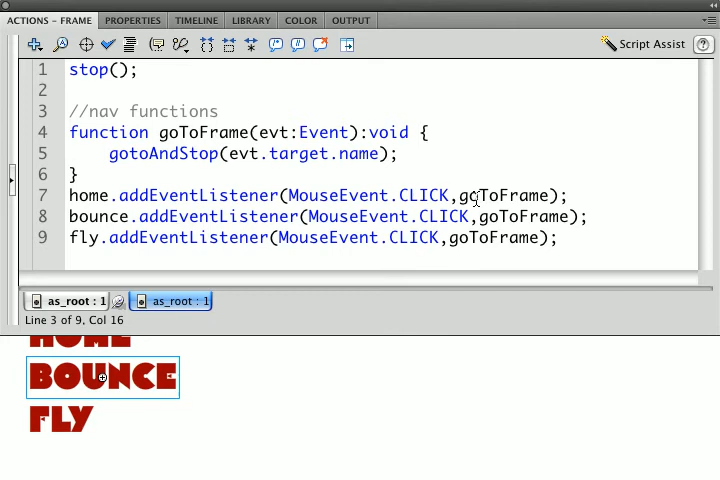 ACTIONS – FRAME PROPERTIES TIMELINE LIBRARY COLOR OUTPUT
Script Assist ?
1 stop();
2
3 //nav functions
4 function goToFrame(evt:Event):void {
5 gotoAndStop(evt.target.name);
6 }
7 home.addEventListener(MouseEvent.CLICK,goToFrame);
8 bounce.addEventListener(MouseEvent.CLICK,goToFrame);
9 fly.addEventListener(MouseEvent.CLICK,goToFrame);
as_root : 1 as_root : 1
Line 3 of 9, Col 16
HOME
BOUNCE
FLY